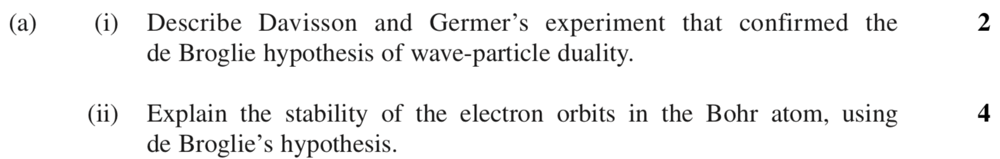 (a) (i) Describe Davisson and Germer's experiment that confirmed the 2
de Broglie hypothesis of wave-particle duality.
(ii) Explain the stability of the electron orbits in the Bohr atom, using 4
de Broglie's hypothesis.